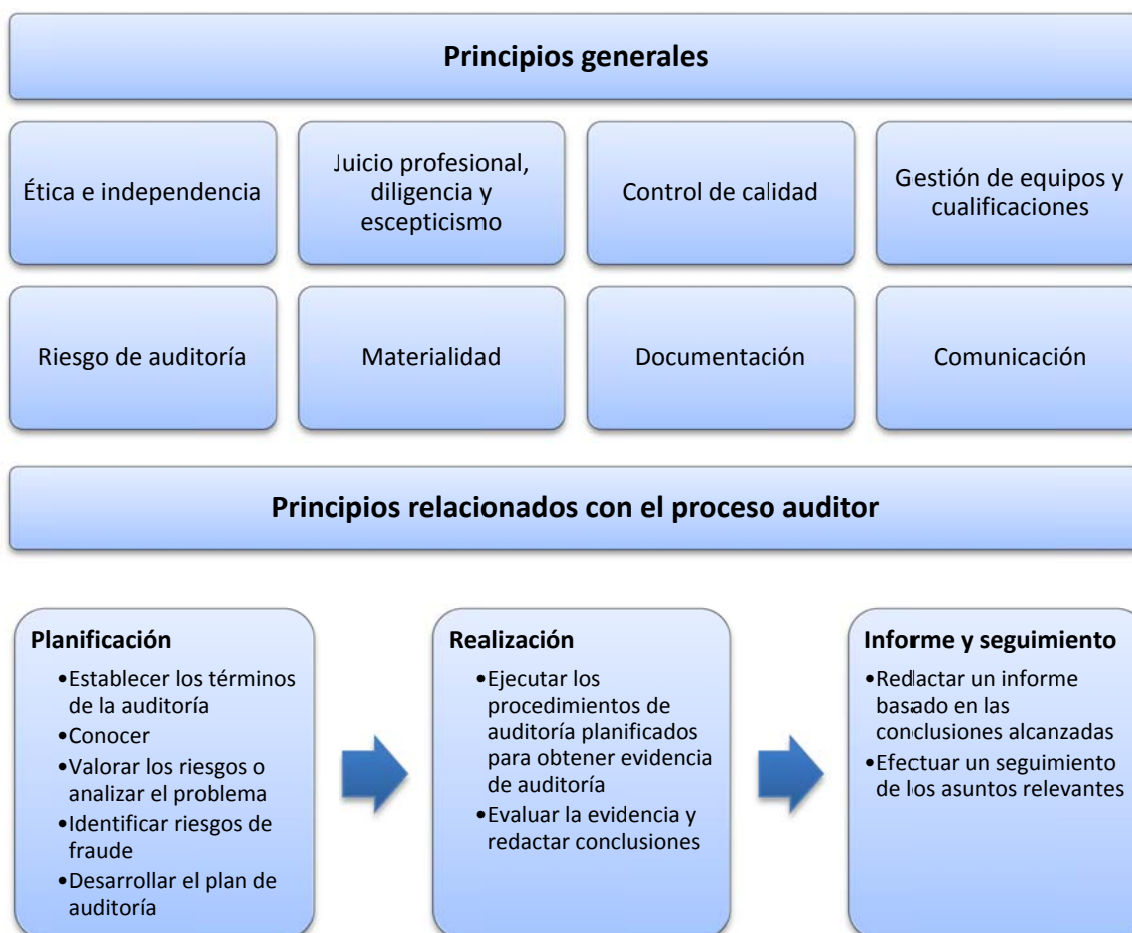 Principios generales
Ética e independencia
Juicio profesional,
diligencia y
escepticismo
Control de calidad
Gestión de equipos y
cualificaciones
Riesgo de auditoría
Materialidad
Documentación
Comunicación
Principios relacionados con el proceso auditor
Planificación
•Establecer los términos
de la auditoría
•Conocer
•Valorar los riesgos o
analizar el problema
•Identificar riesgos de
fraude
•Desarrollar el plan de
auditoría
Realización
•Ejecutar los
procedimientos de
auditoría planificados
para obtener evidencia
de auditoría
•Evaluar la evidencia y
redactar conclusiones
Informe y seguimiento
•Redactar un informe
basado en las
conclusiones alcanzadas
•Efectuar un seguimiento
de los asuntos relevantes